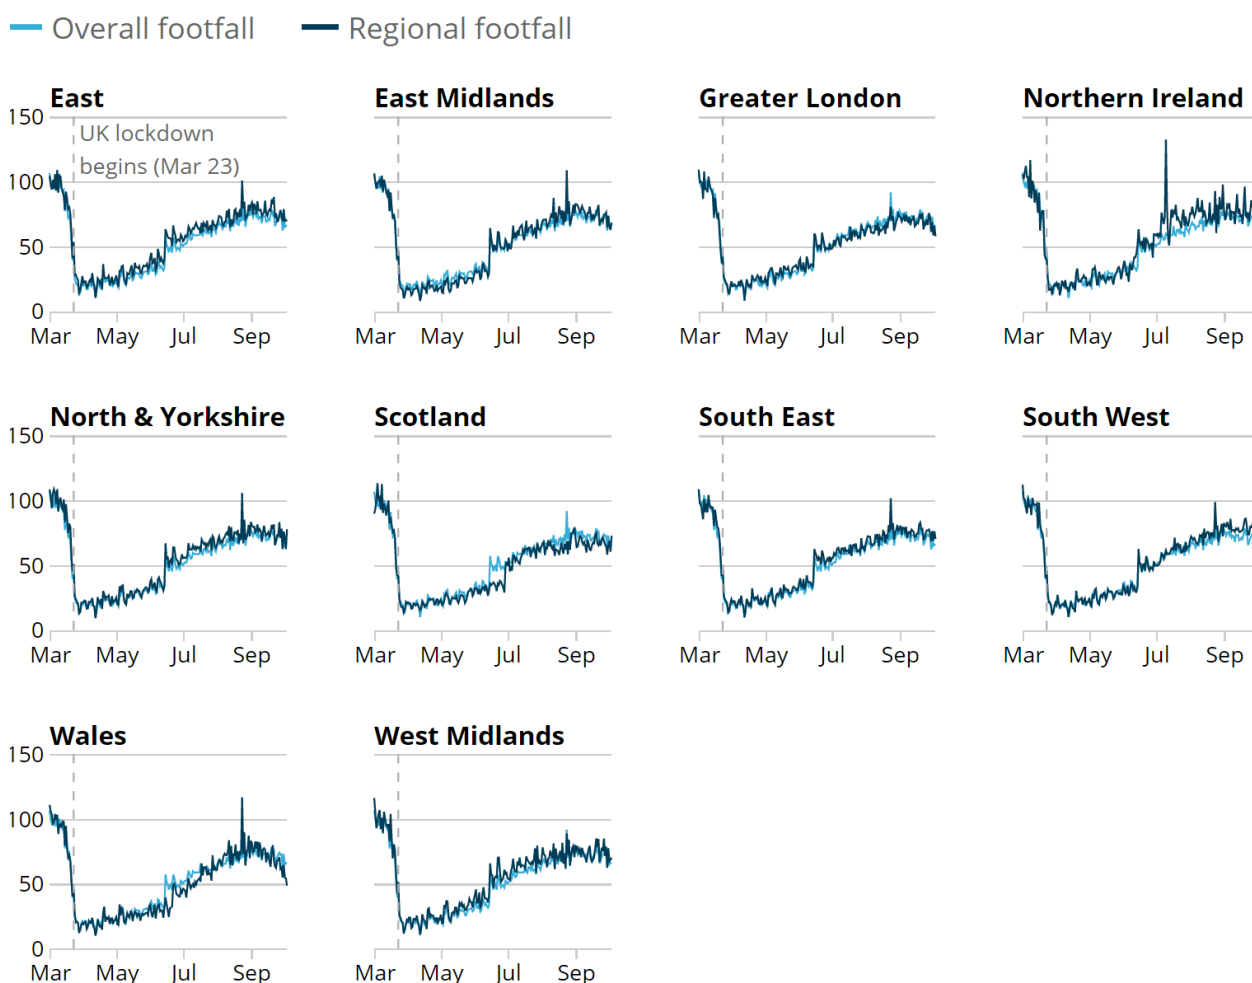 Overall footfall
Regional footfall
East
East Midlands
Greater London
Northern Ireland
150
UK lockdown
begins (Mar 23)
100
50
0
Mar May Jul Sep
Mar May Jul Sep
Mar May Jul Sep
Mar May Jul Sep
North & Yorkshire
Scotland
South East
South West
150
100
50
0
Mar May Jul Sep
Mar May Jul Sep
Mar May Jul Sep
Mar May Jul Sep
Wales
West Midlands
150
100
50
0
Mar May Jul Sep
Mar May Jul Sep